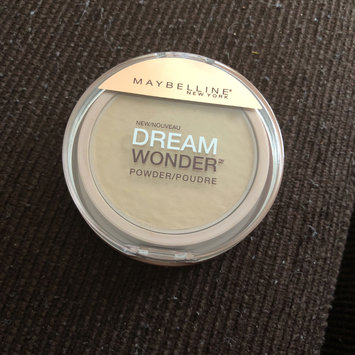 MAYBELLINE
NEW YORK
NEW/NOUVEAU
DREAM
WONDER
POWDER/POUDRE